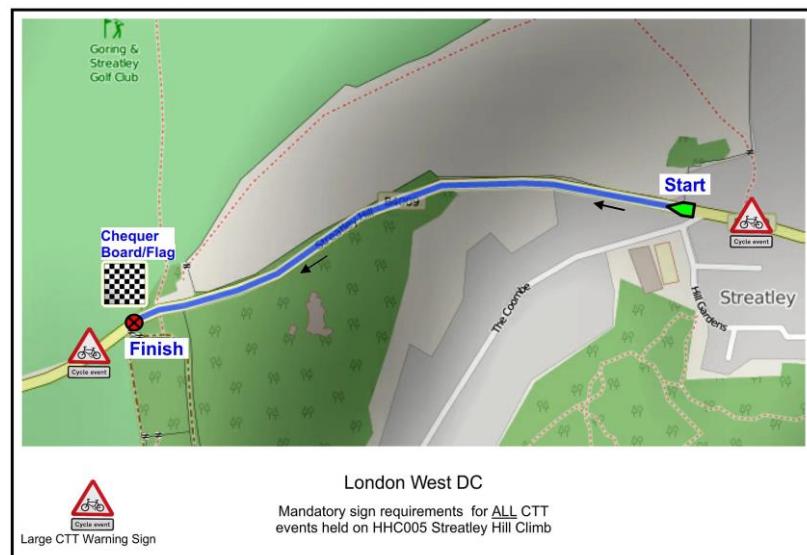 Goring &
Streatley
Golf Club
Start
Cycle event
B4009
Streatley Hill
Chequer
Board/Flag
The Coombe
Hill Gardens
Streatley
Finish
Cycle event
London West DC
Cycle event
Large CTT Warning Sign
Mandatory sign requirements for ALL CTT
events held on HHC005 Streatley Hill Climb